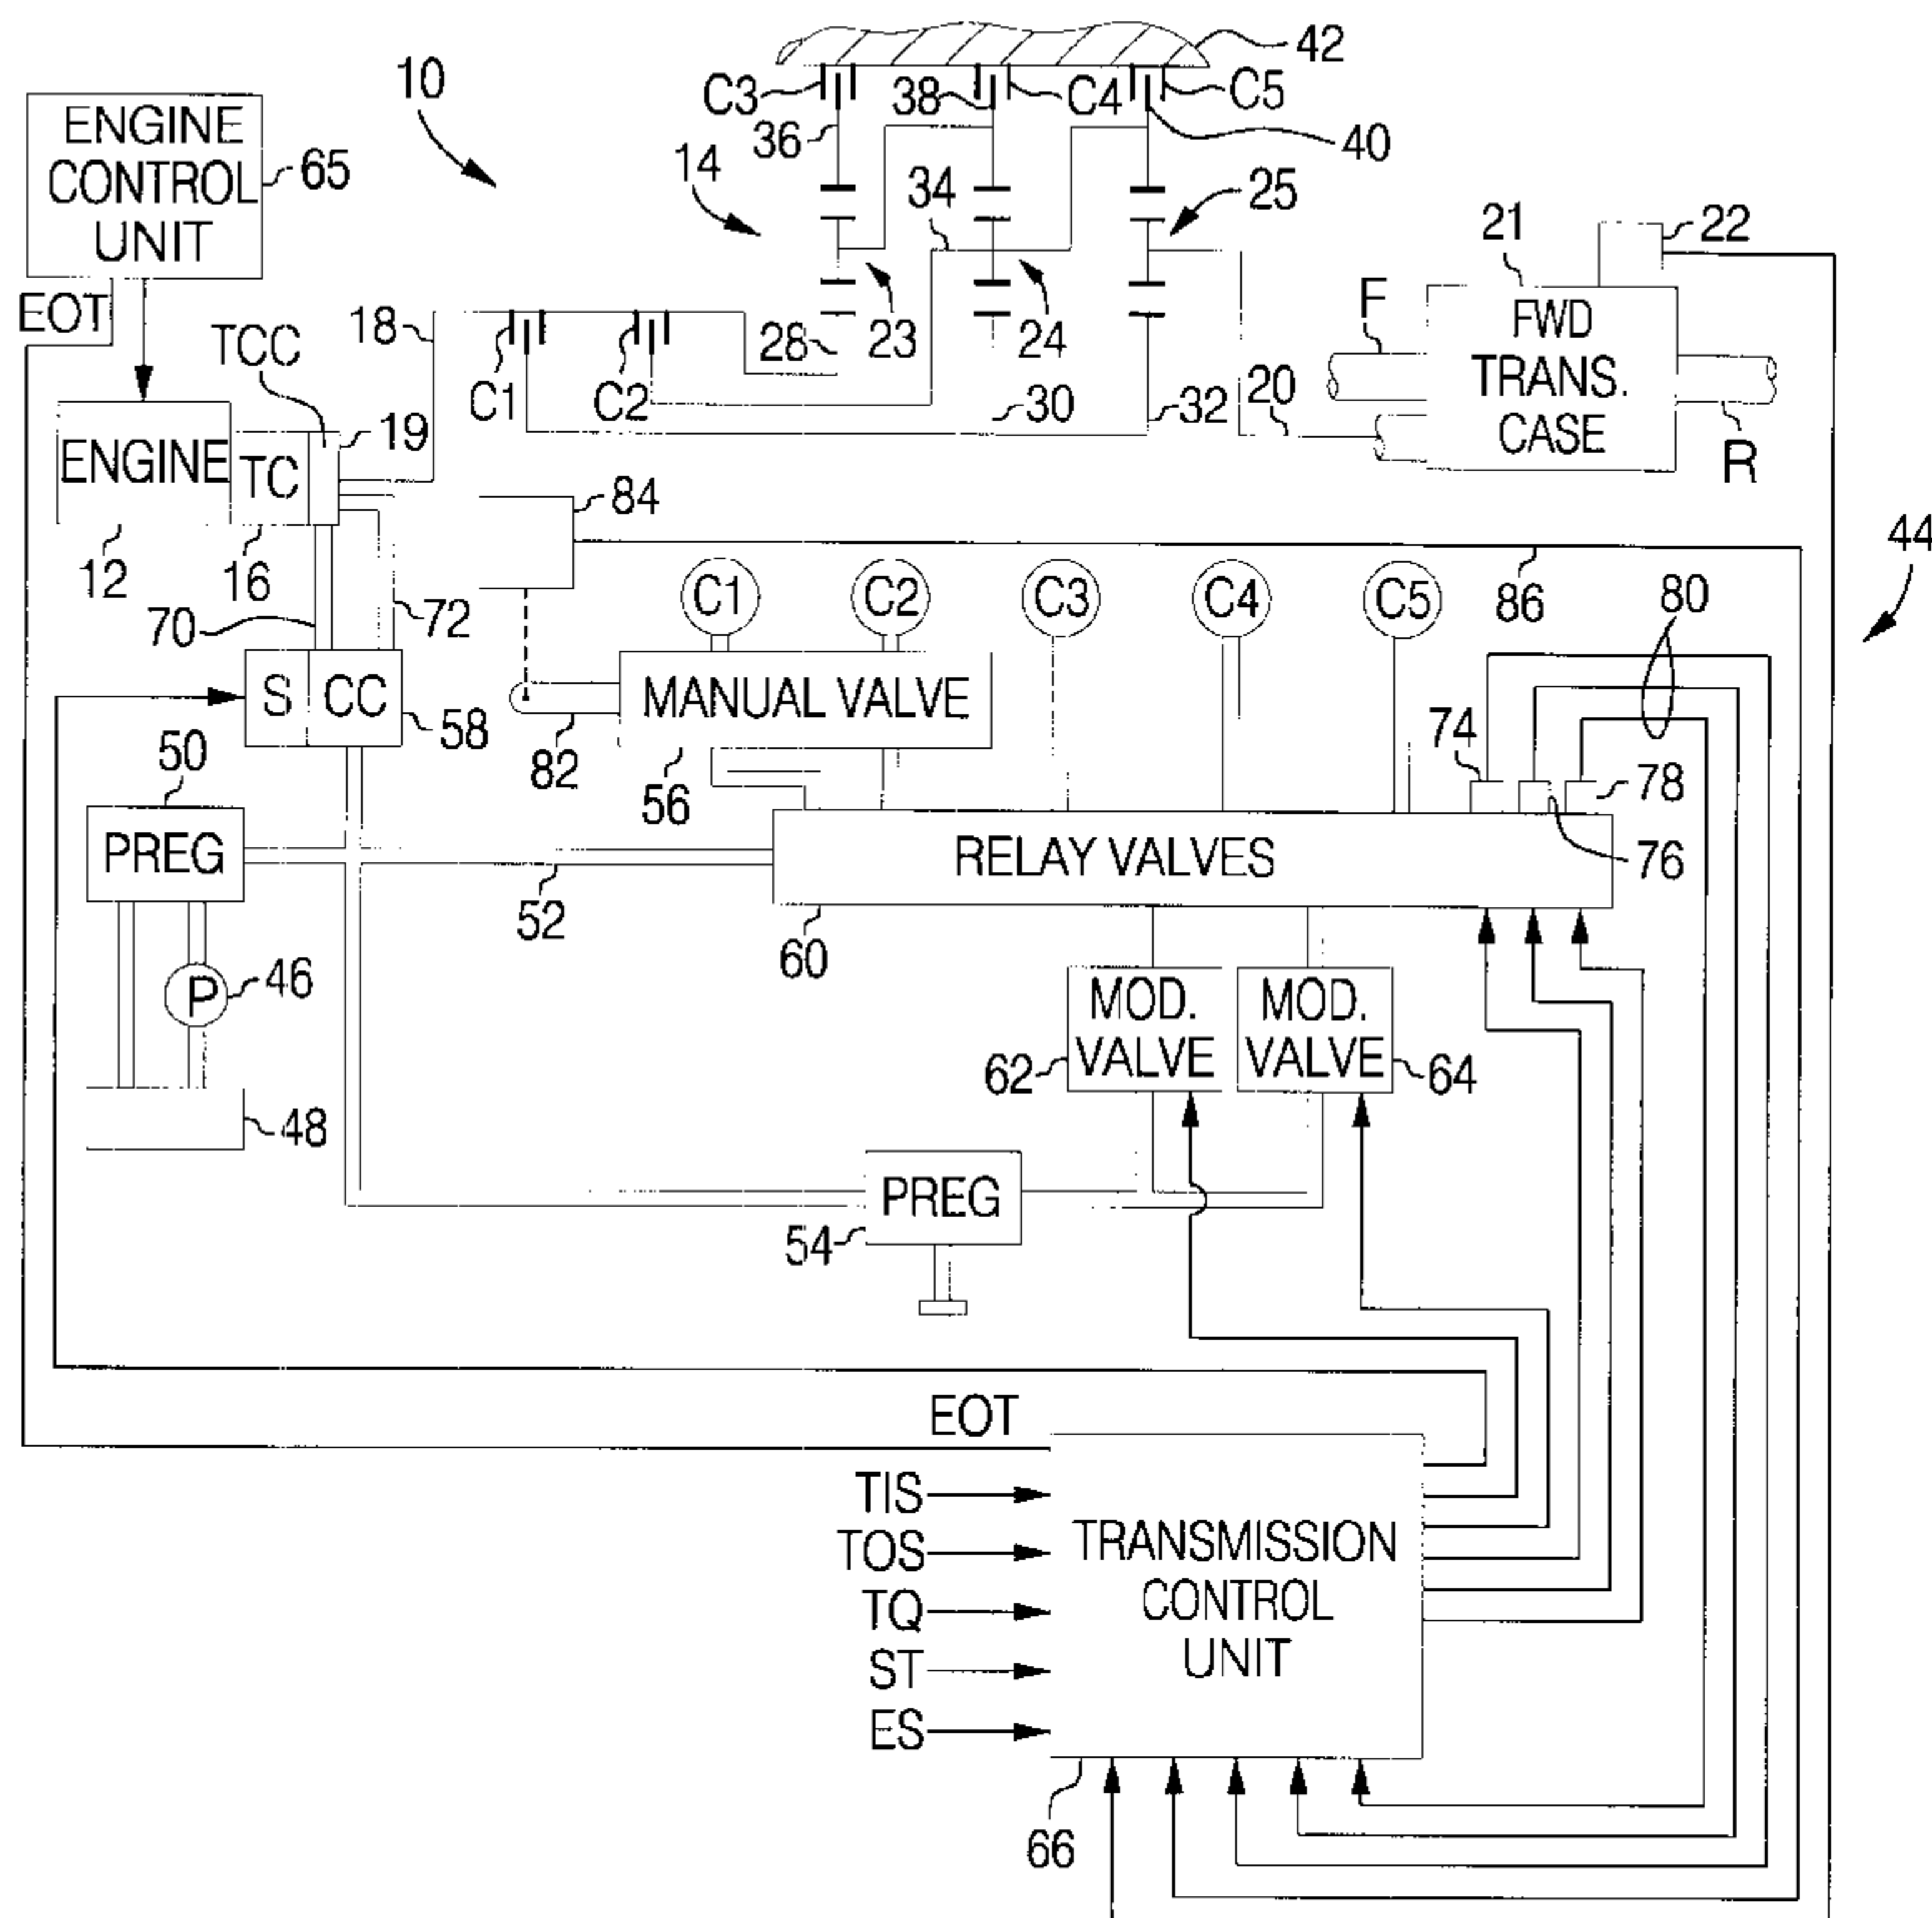 10
42
C3
38
C4
C5
36
40
ENGINE
CONTROL
UNIT
65
14
34
25
21
22
EOT
TCC
18
28
23
24
F
FWD
TRANS.
CASE
C1
C2
30
32
20
R
19
ENGINE
TC
84
44
12
16
C1
C2
C3
C4
C5
86
80
70
72
S
CC
58
MANUAL VALVE
82
56
74
78
50
PREG
RELAY VALVES
76
52
60
46
P
MOD.
VALVE
MOD.
VALVE
62
64
48
PREG
54
EOT
TIS
TOS
TQ
ST
ES
TRANSMISSION
CONTROL
UNIT
66